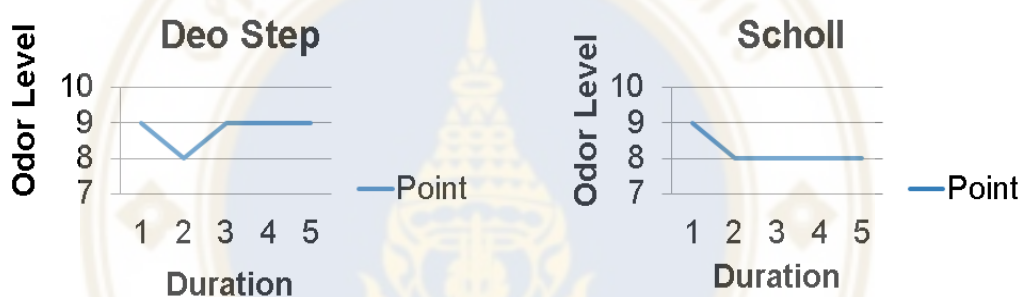 Deo Step
Odor Level
10
9
8
7
1 2 3 4 5
Duration
Point
Scholl
Odor Level
10
9
8
7
1 2 3 4 5
Duration
Point